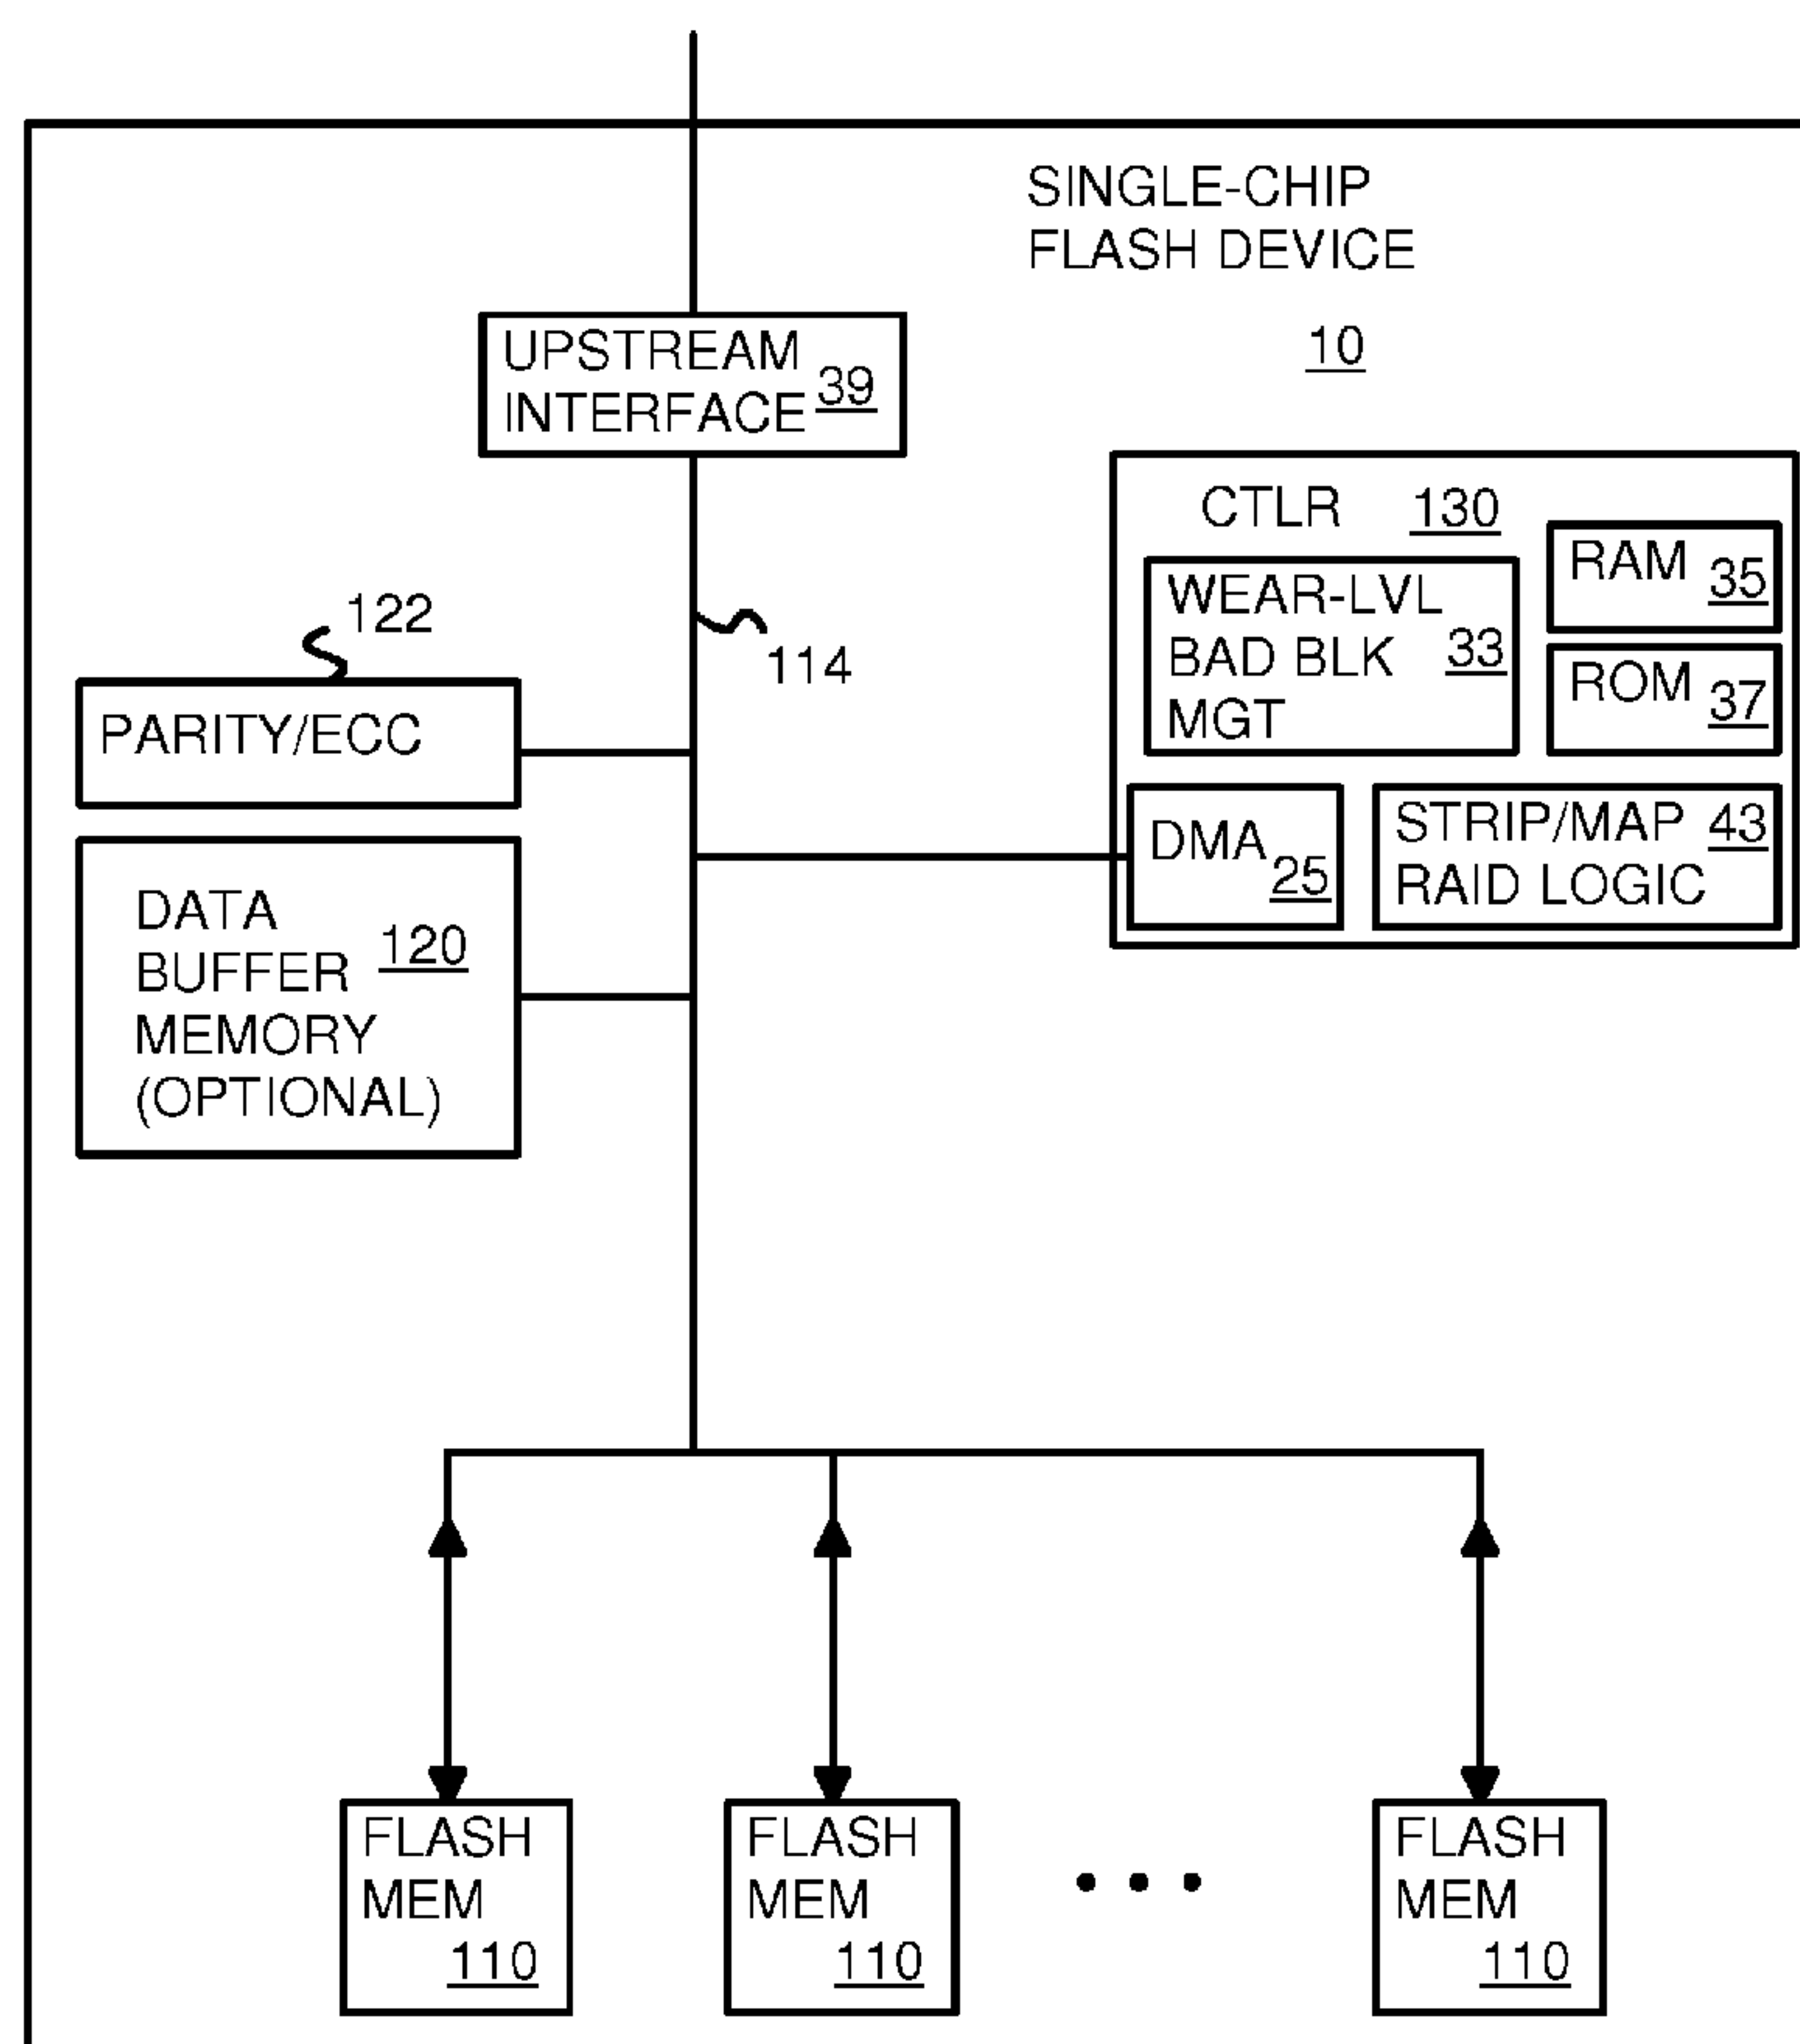 SINGLE-CHIP
FLASH DEVICE
10
UPSTREAM
INTERFACE 39
CTLR 130
WEAR-LVL
BAD BLK 33
MGT
RAM 35
ROM 37
DMA 25
STRIP/MAP 43
RAID LOGIC
122
114
PARITY/ECC
DATA
BUFFER 120
MEMORY
(OPTIONAL)
FLASH
MEM
110
FLASH
MEM
110
• • •
FLASH
MEM
110